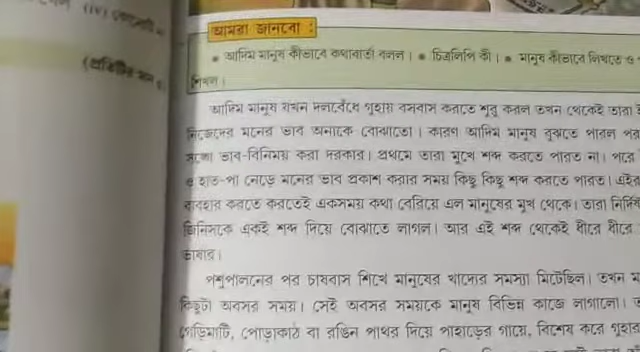 আমরা জানবো :
• আদিম মানুষ কীভাবে কথাবার্তা বলল। • চিত্রলিপি কী। • মানুষ কীভাবে লিখতে ও
শিখল।
আদিম মানুষ যখন দলবেঁধে গুহায় বসবাস করতে শুরু করল তখন থেকেই তারা
নিজেদের মনের ভাব অন্যকে বোঝাতো। কারণ আদিম মানুষ বুঝতে পারল
সঙ্গে ভাব-বিনিময় করা দরকার। প্রথমে তারা মুখে শব্দ করতে পারত না। পরে
ও হাত-পা নেড়ে মনের ভাব প্রকাশ করার সময় কিছু কিছু শব্দ করতে পারত।
ব্যবহার করতে করতেই একসময় কথা বেরিয়ে এল মানুষের মুখ থেকে। তারা
জিনিসকে একই শব্দ দিয়ে বোঝাতে লাগল। আর এই শব্দ থেকেই ধীরে ধীরে
ভাষার।
পশুপালনের পর চাষবাস শিখে মানুষের খাদ্যের সমস্যা মিটেছিল। তখন
কিছুটা অবসর সময়। সেই অবসর সময়কে মানুষ বিভিন্ন কাজে লাগালো।
গেড়িমাটি, পোড়াকাঠ বা রঙিন পাথর দিয়ে পাহাড়ের গায়ে, বিশেষ করে গুহার